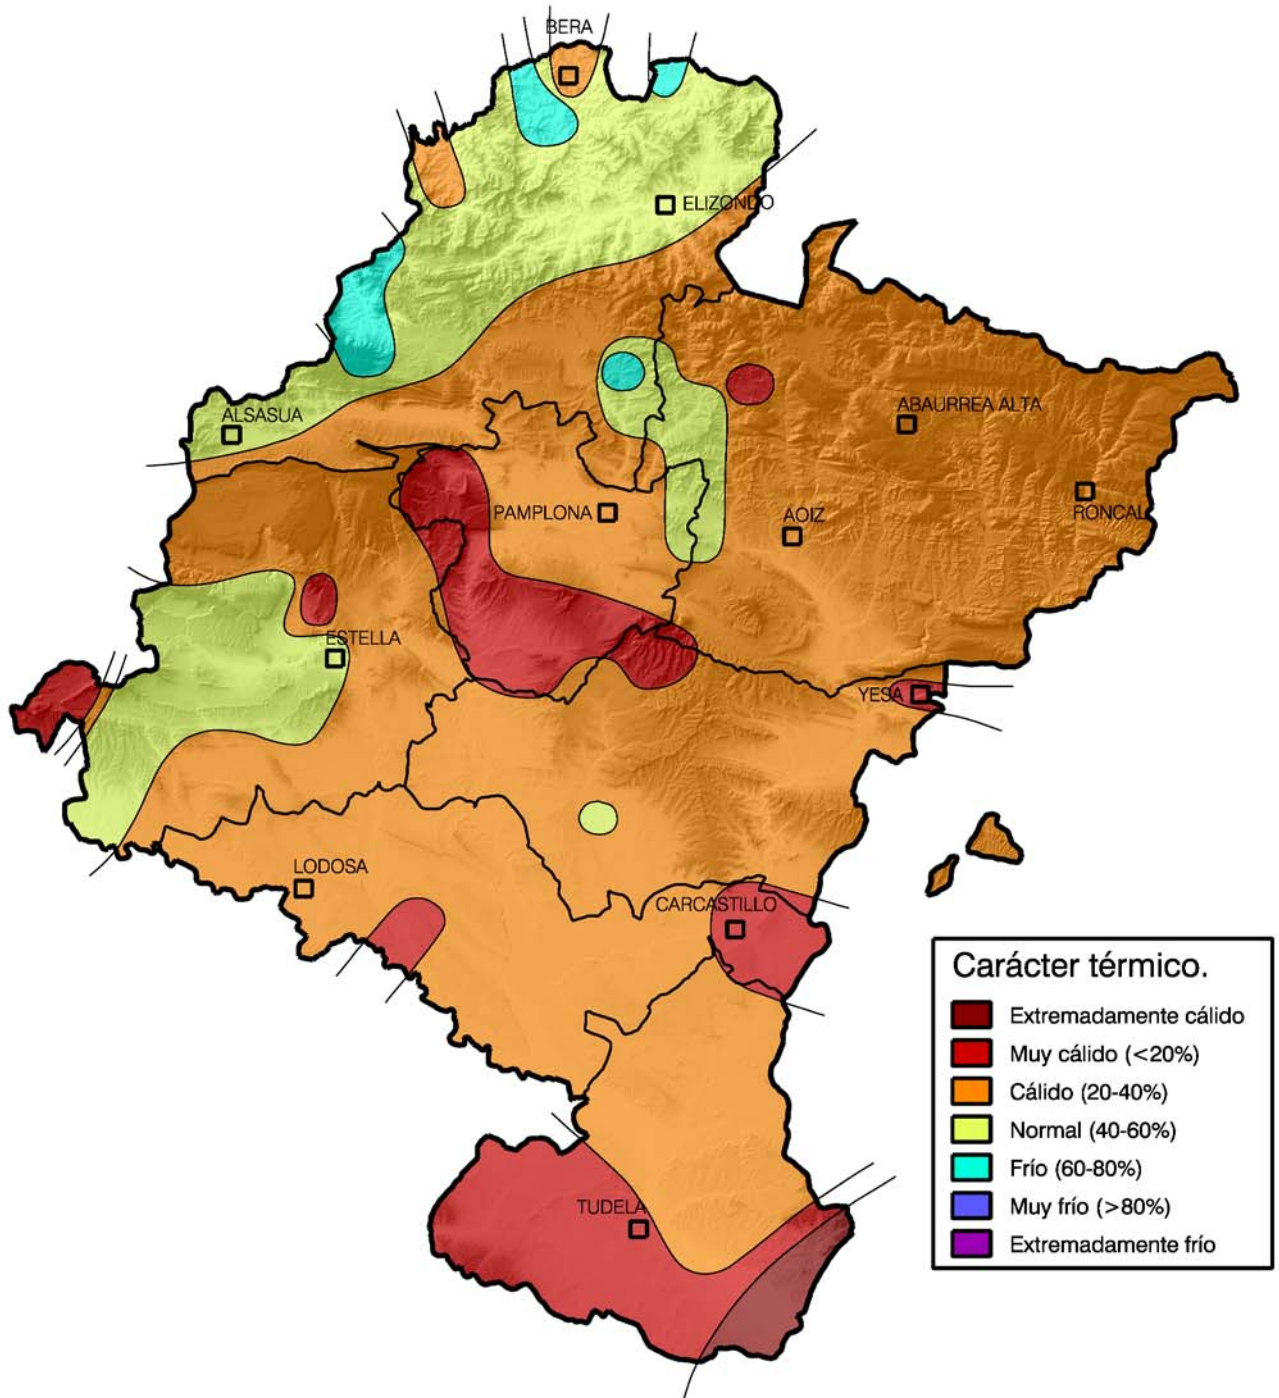 BERA
ELIZONDO
ALSASUA
ABAURREA ALTA
PAMPLONA
AOIZ
RONCAL
ESTELLA
YESA
LODOSA
CARCASTILLO
TUDELA
Carácter térmico.
Extremadamente cálido
Muy cálido (<20%)
Cálido (20-40%)
Normal (40-60%)
Frío (60-80%)
Muy frío (>80%)
Extremadamente frío